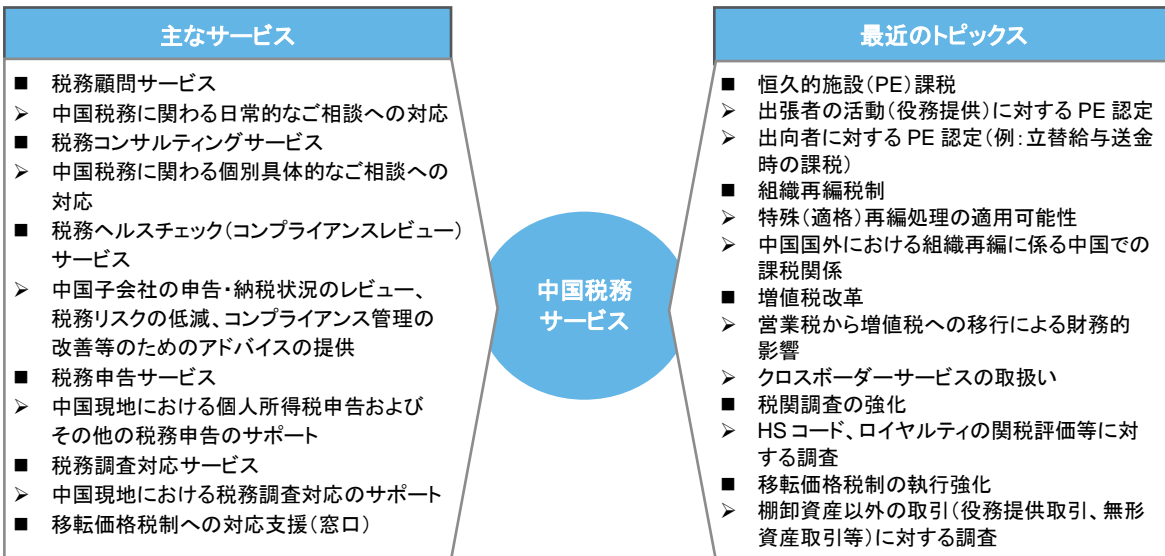 主なサービス
■ 税務顧問サービス
➢ 中国税務に関わる日常的なご相談への対応
■ 税務コンサルティングサービス
➢ 中国税務に関わる個別具体的なご相談への
対応
■ 税務ヘルスチェック(コンプライアンスレビュー)
サービス
➢ 中国子会社の申告・納税状況のレビュー、
税務リスクの低減、コンプライアンス管理の
改善等のためのアドバイスの提供
■ 税務申告サービス
➢ 中国現地における個人所得税申告および
その他の税務申告のサポート
■ 税務調査対応サービス
➢ 中国現地における税務調査対応のサポート
■ 移転価格税制への対応支援(窓口)
中国税務
サービス
最近のトピックス
■ 恒久的施設(PE)課税
➢ 出張者の活動(役務提供)に対する PE 認定
➢ 出向者に対する PE 認定(例:立替給与送金
時の課税)
■ 組織再編税制
➢ 特殊(適格)再編処理の適用可能性
➢ 中国国外における組織再編に係る中国での
課税関係
■ 増値税改革
➢ 営業税から増値税への移行による財務的
影響
➢ クロスボーダーサービスの取扱い
■ 税関調査の強化
➢ HS コード、ロイヤルティの関税評価等に対
する調査
■ 移転価格税制の執行強化
➢ 棚卸資産以外の取引(役務提供取引、無形
資産取引等)に対する調査